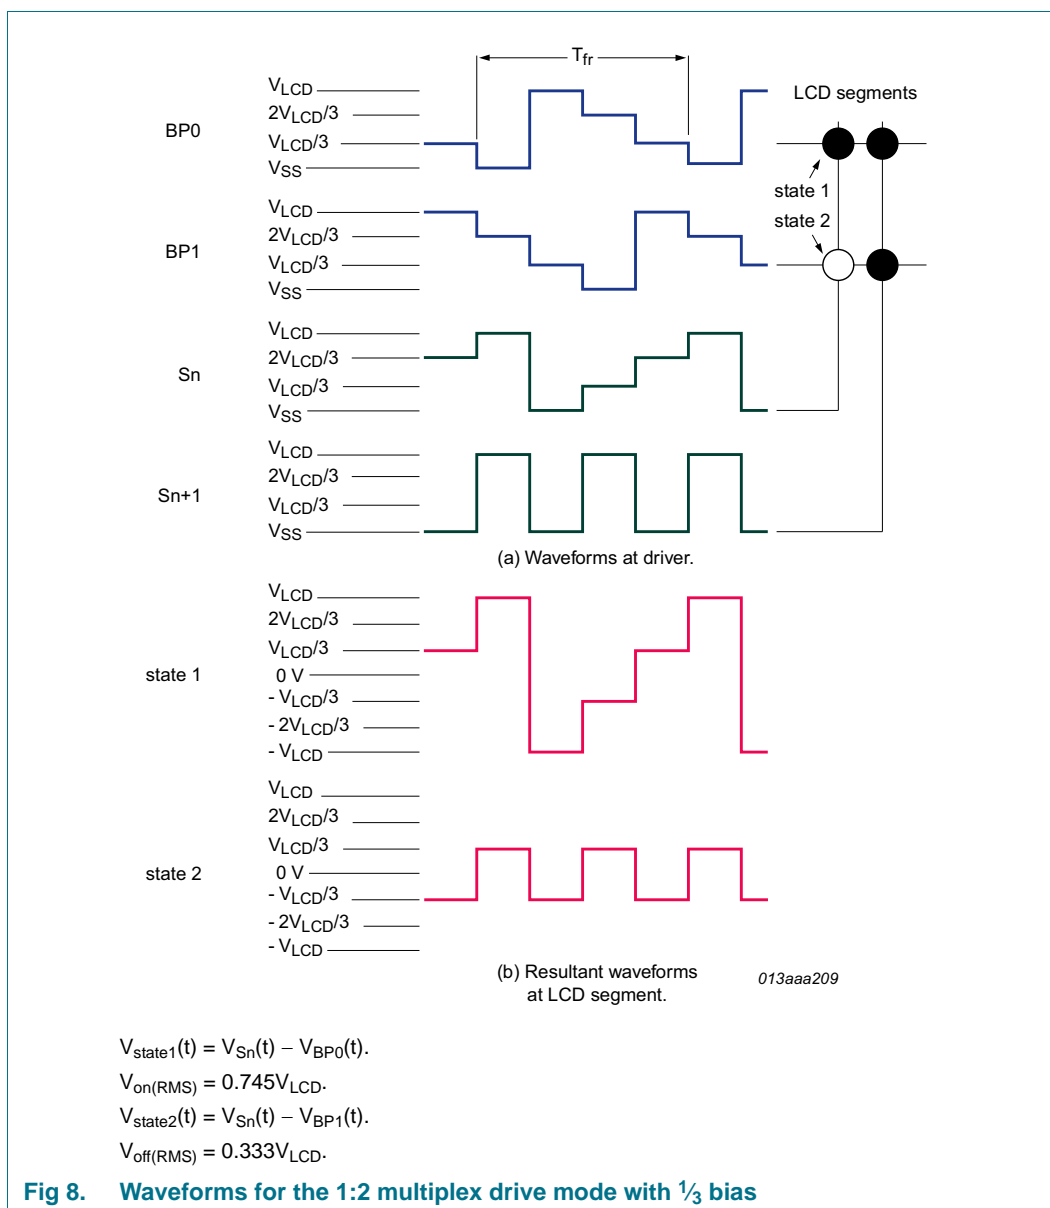 T_fr
BP0
V_LCD
2V_LCD/3
V_LCD/3
V_SS
LCD segments
state 1
state 2
BP1
V_LCD
2V_LCD/3
V_LCD/3
V_SS
Sn
V_LCD
2V_LCD/3
V_LCD/3
V_SS
Sn+1
V_LCD
2V_LCD/3
V_LCD/3
V_SS
(a) Waveforms at driver.
state 1
V_LCD
2V_LCD/3
V_LCD/3
0 V
- V_LCD/3
- 2V_LCD/3
- V_LCD
state 2
V_LCD
2V_LCD/3
V_LCD/3
0 V
- V_LCD/3
- 2V_LCD/3
- V_LCD
(b) Resultant waveforms
at LCD segment.
013aaa209
V_state1(t) = V_Sn(t) − V_BP0(t).
V_on(RMS) = 0.745V_LCD.
V_state2(t) = V_Sn(t) − V_BP1(t).
V_off(RMS) = 0.333V_LCD.
Fig 8. Waveforms for the 1:2 multiplex drive mode with 1⁄3 bias